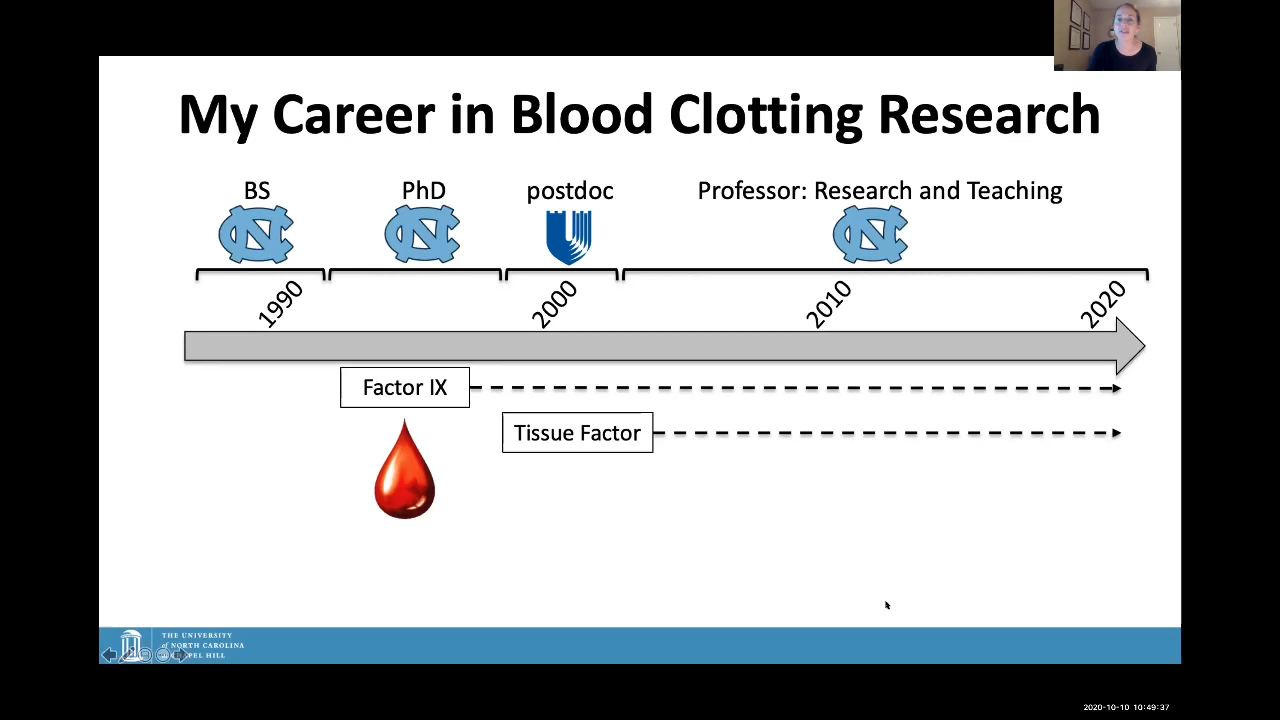 My Career in Blood Clotting Research
BS
PhD
postdoc
Professor: Research and Teaching
1990
2000
2010
2020
Factor IX
Tissue Factor
THE UNIVERSITY
of NORTH CAROLINA
HILL
2020-10-10 10:49:37